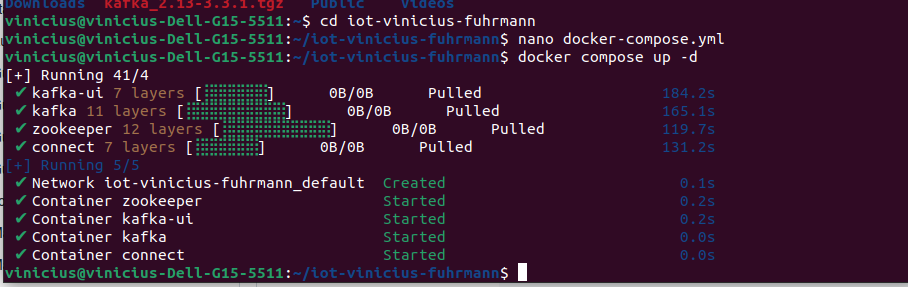 Downloads kafka_2.13-3.3.1.tgz Public Videos
vinicius@vinicius-Dell-G15-5511:~$ cd iot-vinicius-fuhrmann
vinicius@vinicius-Dell-G15-5511:~/iot-vinicius-fuhrmann$ nano docker-compose.yml
vinicius@vinicius-Dell-G15-5511:~/iot-vinicius-fuhrmann$ docker compose up -d
[+] Running 41/4
✔ kafka-ui 7 layers [⣿⣿⣿⣿⣿⣿⣿] 0B/0B Pulled 184.2s
✔ kafka 11 layers [⣿⣿⣿⣿⣿⣿⣿⣿⣿⣿⣿] 0B/0B Pulled 165.1s
✔ zookeeper 12 layers [⣿⣿⣿⣿⣿⣿⣿⣿⣿⣿⣿⣿] 0B/0B Pulled 119.7s
✔ connect 7 layers [⣿⣿⣿⣿⣿⣿⣿] 0B/0B Pulled 131.2s
[+] Running 5/5
✔ Network iot-vinicius-fuhrmann_default Created 0.1s
✔ Container zookeeper Started 0.2s
✔ Container kafka-ui Started 0.2s
✔ Container kafka Started 0.0s
✔ Container connect Started 0.0s
vinicius@vinicius-Dell-G15-5511:~/iot-vinicius-fuhrmann$